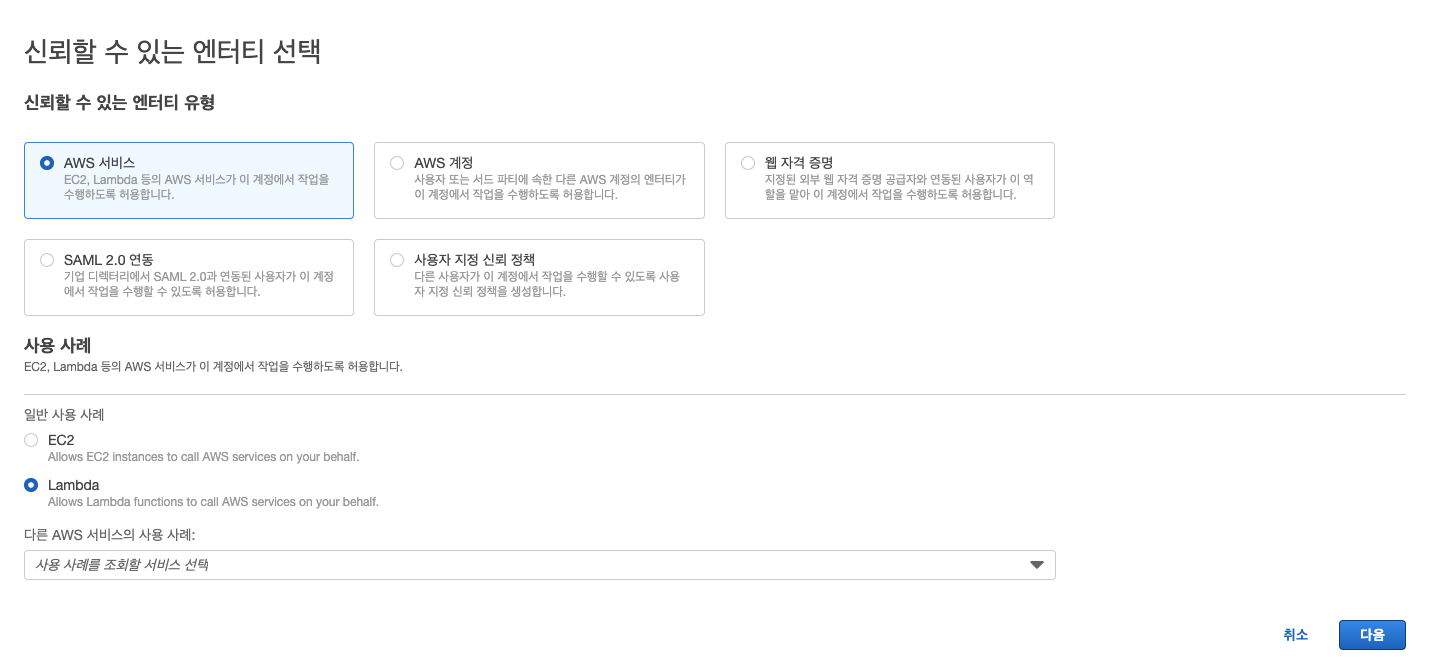 신뢰할 수 있는 엔터티 선택
신뢰할 수 있는 엔터티 유형
AWS 서비스
EC2, Lambda 등의 AWS 서비스가 이 계정에서 작업을
수행하도록 허용합니다.
AWS 계정
사용자 또는 서드 파티에 속한 다른 AWS 계정의 엔터티가
이 계정에서 작업을 수행하도록 허용합니다.
웹 자격 증명
지정된 외부 웹 자격 증명 공급자와 연동된 사용자가 이 역
할을 맡아 이 계정에서 작업을 수행하도록 허용합니다.
SAML 2.0 연동
기업 디렉터리에서 SAML 2.0과 연동된 사용자가 이 계정
에서 작업을 수행할 수 있도록 허용합니다.
사용자 지정 신뢰 정책
다른 사용자가 이 계정에서 작업을 수행할 수 있도록 사용
자 지정 신뢰 정책을 생성합니다.
사용 사례
EC2, Lambda 등의 AWS 서비스가 이 계정에서 작업을 수행하도록 허용합니다.
일반 사용 사례
EC2
Allows EC2 instances to call AWS services on your behalf.
Lambda
Allows Lambda functions to call AWS services on your behalf.
다른 AWS 서비스의 사용 사례:
사용 사례를 조회할 서비스 선택
취소
다음